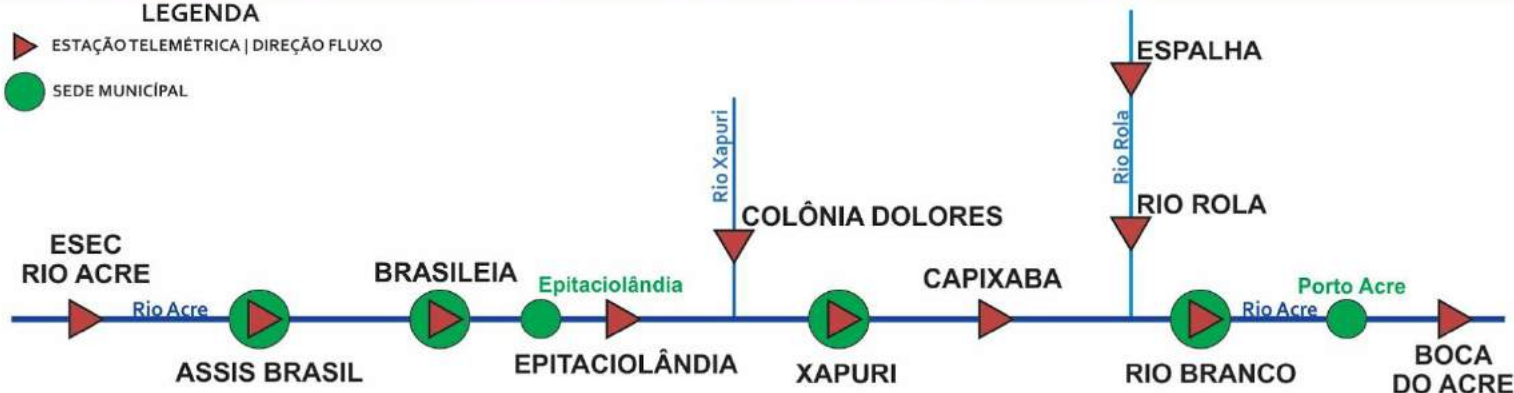 LEGENDA
ESTAÇÃO TELEMÉTRICA | DIREÇÃO FLUXO
SEDE MUNICÍPAL
ESPALHA
Rio Xapuri
Rio Rola
COLÔNIA DOLORES
RIO ROLA
ESEC
RIO ACRE
BRASILEIA
Epitaciolândia
CAPIXABA
Porto Acre
Rio Acre
Rio Acre
ASSIS BRASIL
EPITACIOLÂNDIA
XAPURI
RIO BRANCO
BOCA
DO ACRE